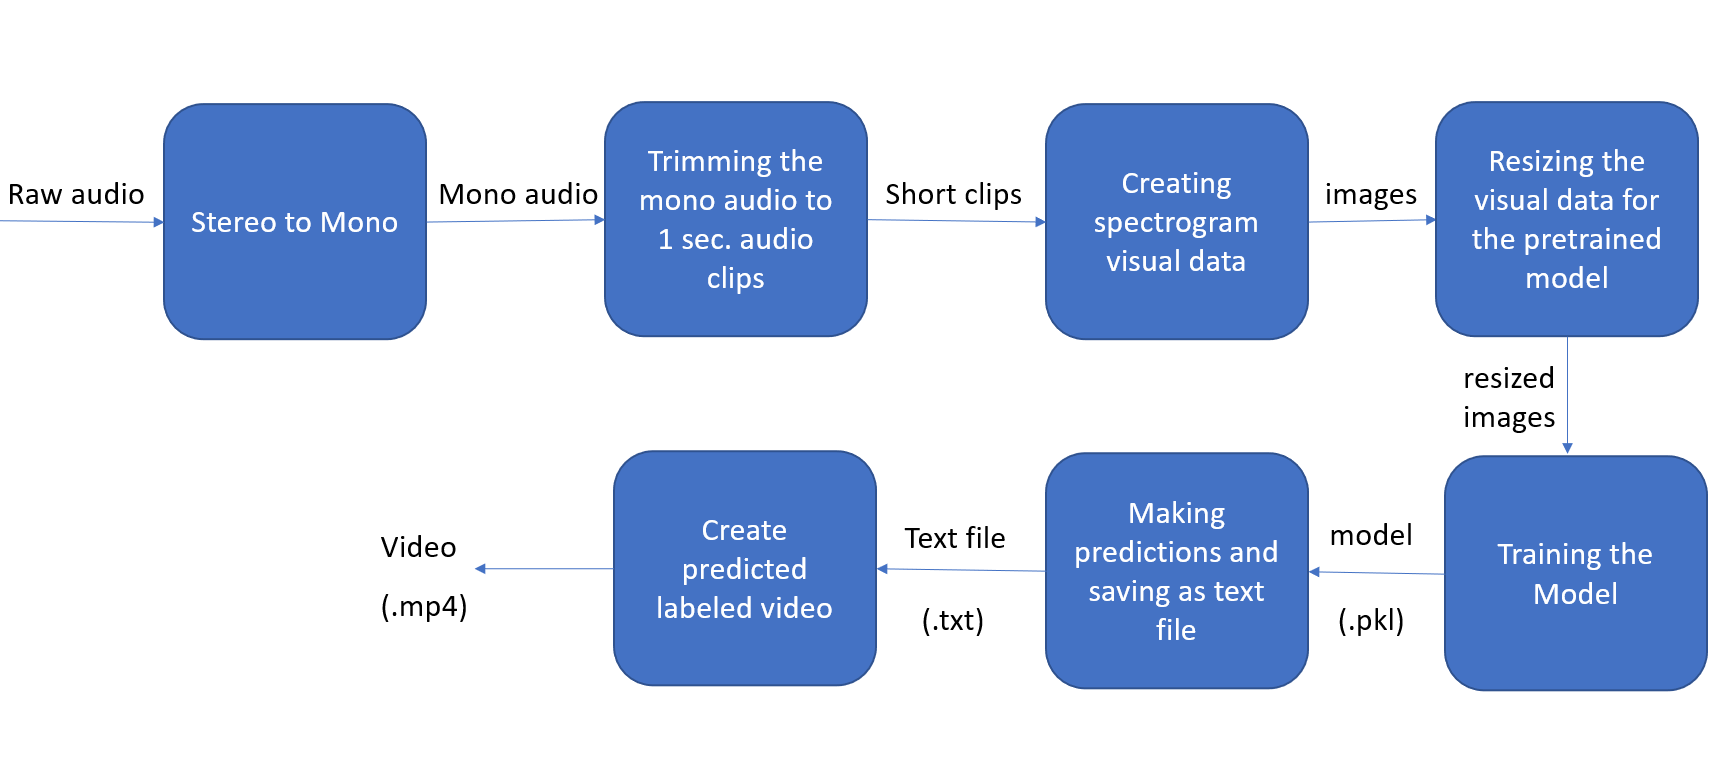 Raw audio
Stereo to Mono
Mono audio
Trimming the
mono audio to
1 sec. audio
clips
Short clips
Creating
spectrogram
visual data
images
Resizing the
visual data for
the pretrained
model
resized
images
Training the
Model
model
(.pkl)
Making
predictions and
saving as text
file
Text file
(.txt)
Create
predicted
labeled video
Video
(.mp4)